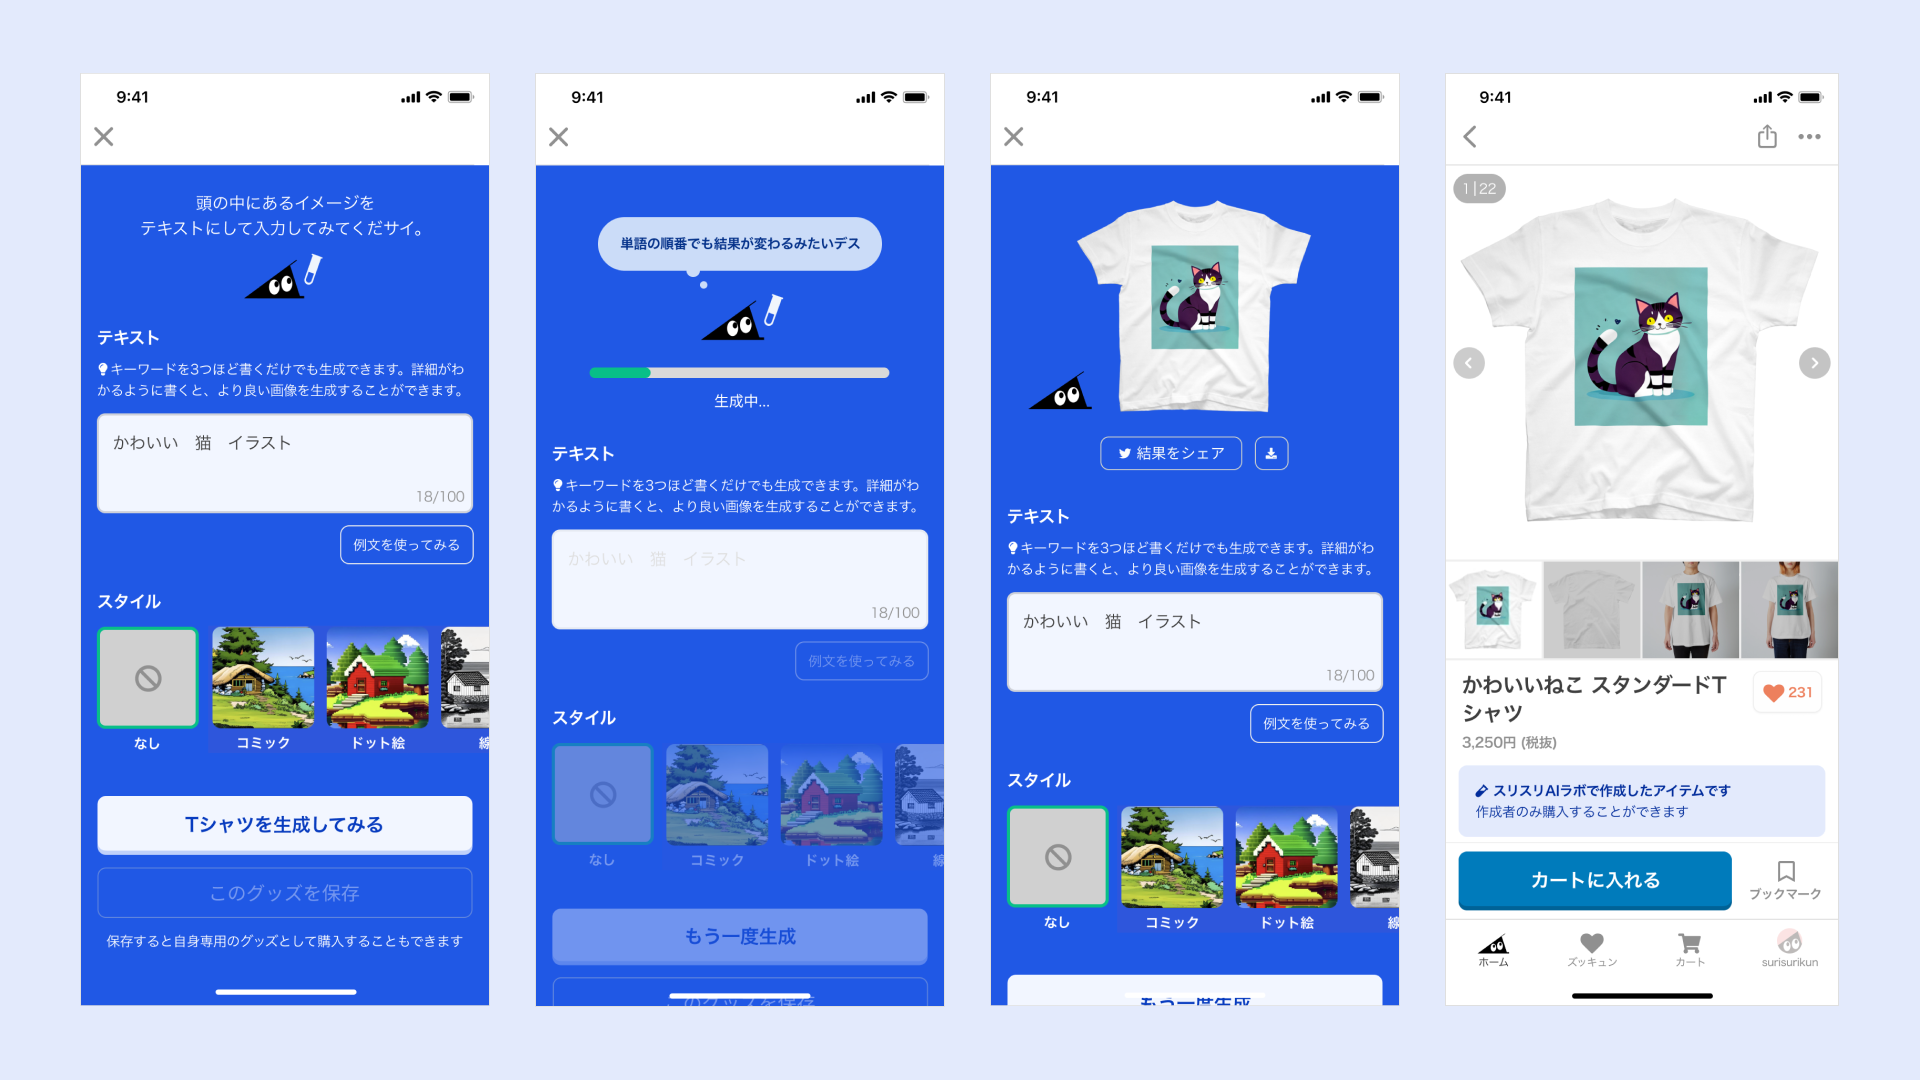 9:41
頭の中にあるイメージを
テキストにして入力してみてくだサイ。
テキスト
キーワードを3つほど書くだけでも生成できます。詳細がわ
かるように書くと、より良い画像を生成することができます。
かわいい　猫　イラスト
18/100
例文を使ってみる
スタイル
なし
コミック
ドット絵
線
Tシャツを生成してみる
このグッズを保存
保存すると自身専用のグッズとして購入することもできます
9:41
単語の順番でも結果が変わるみたいデス
生成中...
テキスト
キーワードを3つほど書くだけでも生成できます。詳細がわ
かるように書くと、より良い画像を生成することができます。
かわいい　猫　イラスト
18/100
例文を使ってみる
スタイル
なし
コミック
ドット絵
線
もう一度生成
このグッズを保存
9:41
結果をシェア
テキスト
キーワードを3つほど書くだけでも生成できます。詳細がわ
かるように書くと、より良い画像を生成することができます。
かわいい　猫　イラスト
18/100
例文を使ってみる
スタイル
なし
コミック
ドット絵
線
もう一度生成
9:41
1|22
かわいいねこ スタンダードT
シャツ
231
3,250円 (税抜)
スリスリAIラボで作成したアイテムです
作成者のみ購入することができます
カートに入れる
ブックマーク
ホーム
ズッキュン
カート
surisurikun